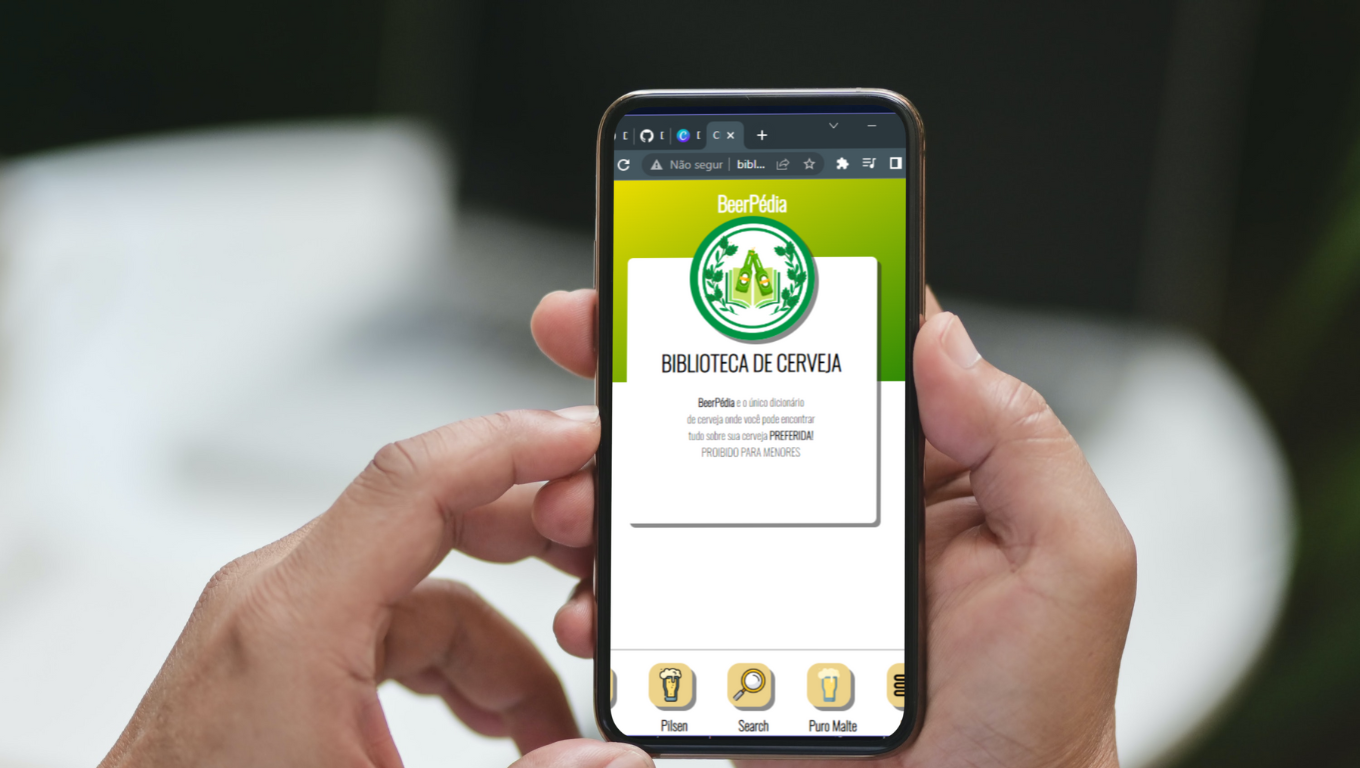 Não segur bibl...
BeerPédia
BIBLIOTECA DE CERVEJA
BeerPédia e o único dicionário
de cerveja onde você pode encontrar
tudo sobre sua cerveja PREFERIDA!
PROIBIDO PARA MENORES
Pilsen Search Puro Malte